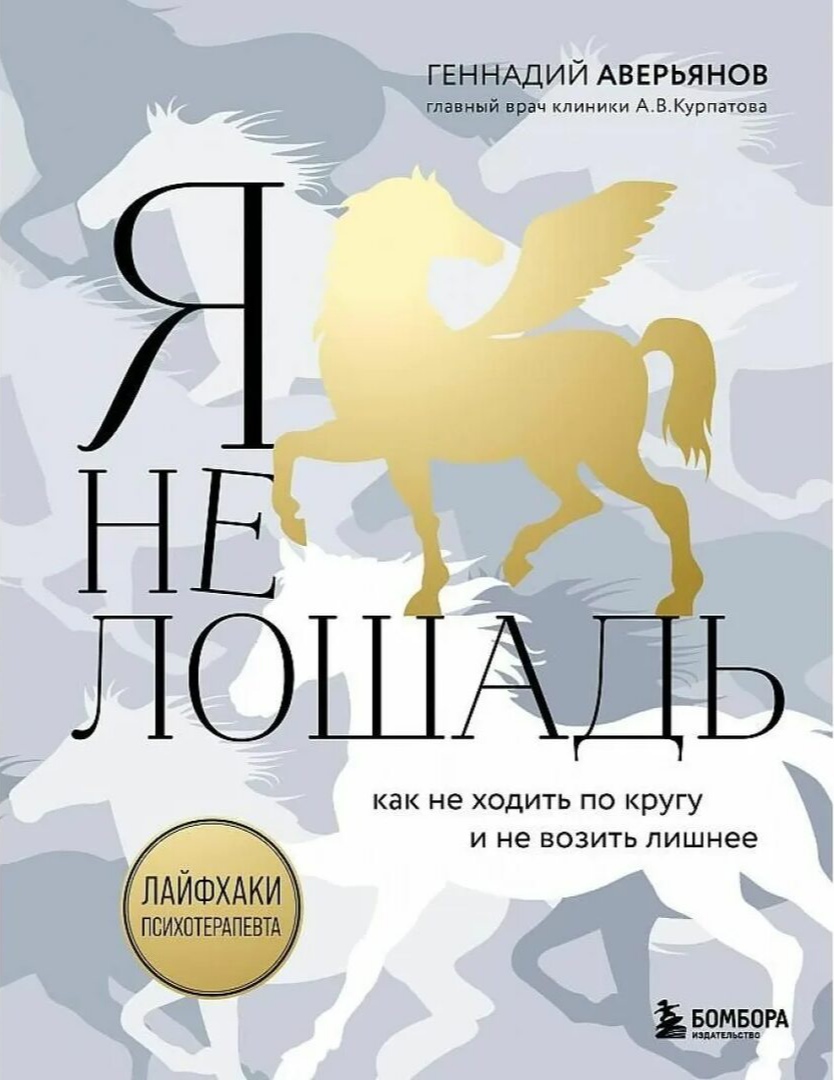 ГЕННАДИЙ АВЕРЬЯНОВ
главный врач клиники А.В.Курпатова
Я
НЕ
ЛОШАДЬ
как не ходить по кругу
и не возить лишнее
ЛАЙФХАКИ
ПСИХОТЕРАПЕВТА
БОМБОРА
ИЗДАТЕЛЬСТВО